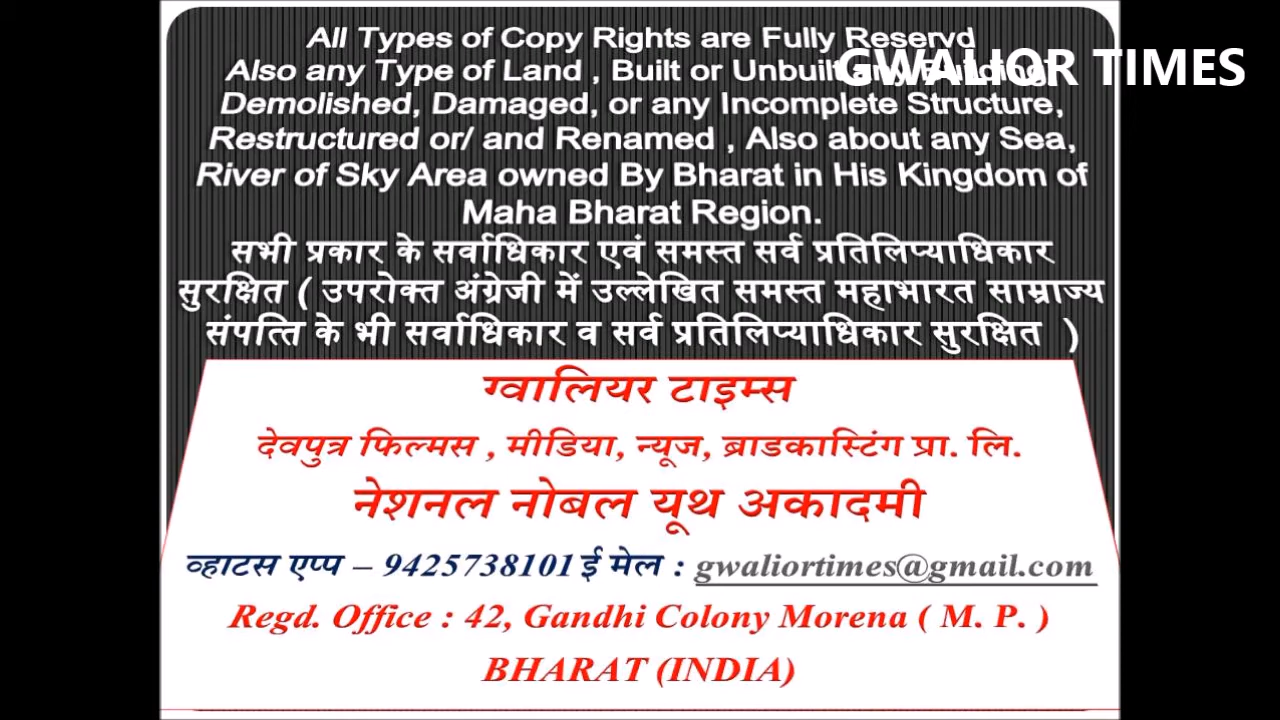 All Types of Copy Rights are Fully Reservd
GWALIOR TIMES
Also any Type of Land , Built or Unbuilt any Building,
Demolished, Damaged, or any Incomplete Structure,
Restructured or/ and Renamed , Also about any Sea,
River of Sky Area owned By Bharat in His Kingdom of
Maha Bharat Region.
सभी प्रकार के सर्वाधिकार एवं समस्त सर्व प्रतिलिप्याधिकार
सुरक्षित ( उपरोक्त अंग्रेजी में उल्लेखित समस्त महाभारत साम्राज्य
संपत्ति के भी सर्वाधिकार व सर्व प्रतिलिप्याधिकार सुरक्षित )
ग्वालियर टाइम्स
देवपुत्र फिल्मस , मीडिया, न्यूज, ब्राडकास्टिंग प्रा. लि.
नेशनल नोबल यूथ अकादमी
व्हाटस एप्प – 9425738101 ई मेल : gwaliortimes@gmail.com
Regd. Office : 42, Gandhi Colony Morena ( M. P. )
BHARAT (INDIA)